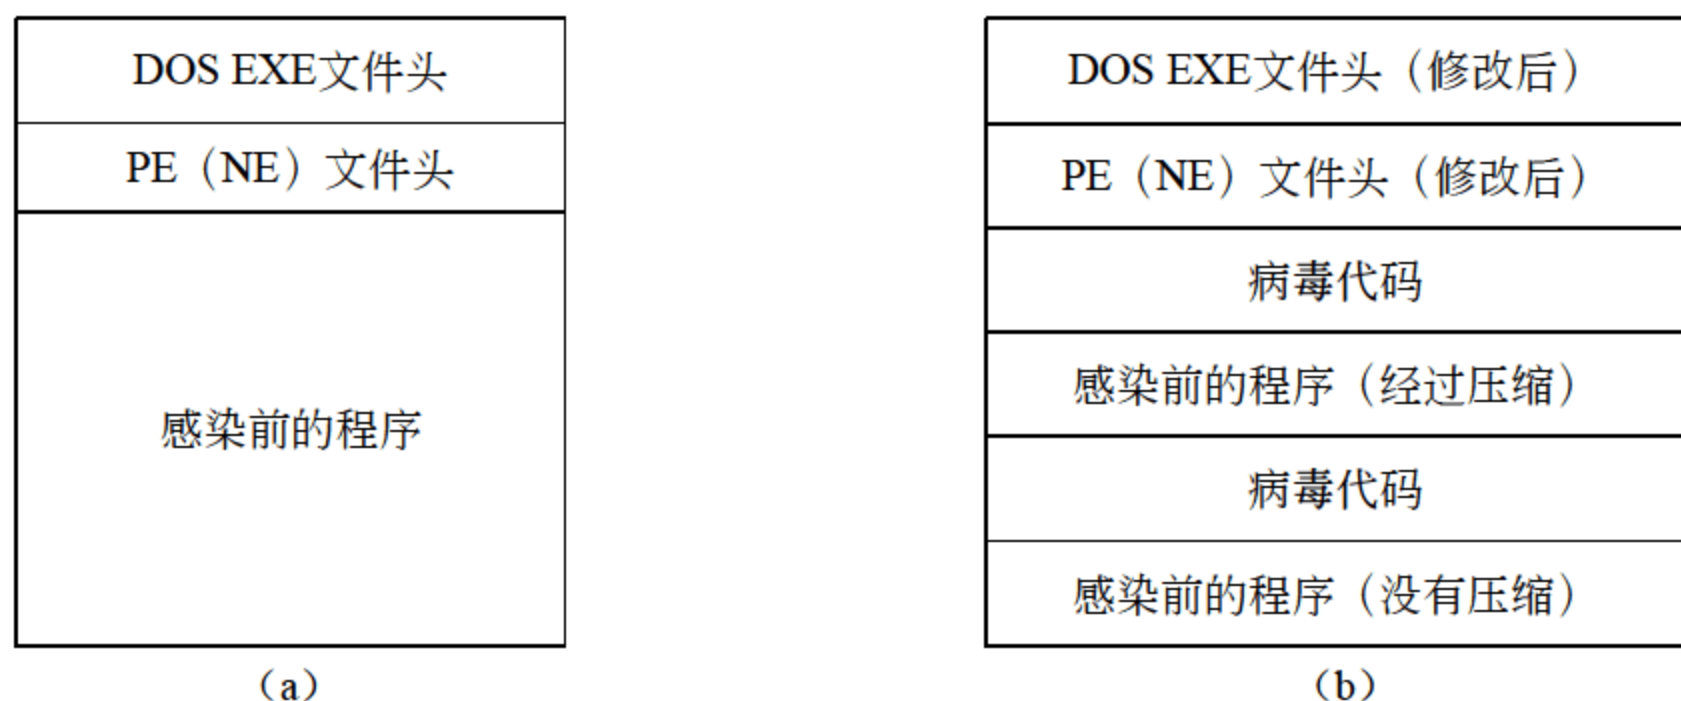 DOS EXE文件头
PE（NE）文件头
感染前的程序
（a）
DOS EXE文件头（修改后）
PE（NE）文件头（修改后）
病毒代码
感染前的程序（经过压缩）
病毒代码
感染前的程序（没有压缩）
（b）